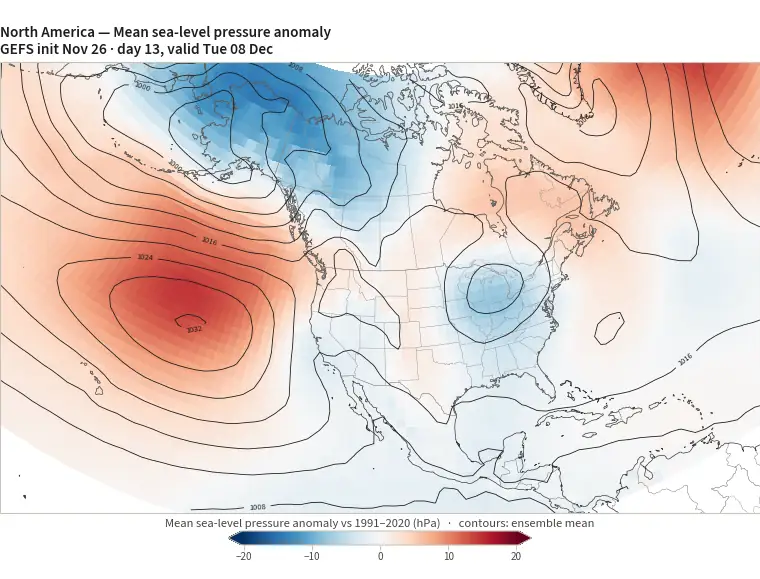 North America — Mean sea-level pressure anomaly
GEFS init Nov 26 · day 13, valid Tue 08 Dec
1008
1000
1016
1000
1016
1024
1032
1016
1008
Mean sea-level pressure anomaly vs 1991–2020 (hPa) · contours: ensemble mean
−20 −10 0 10 20